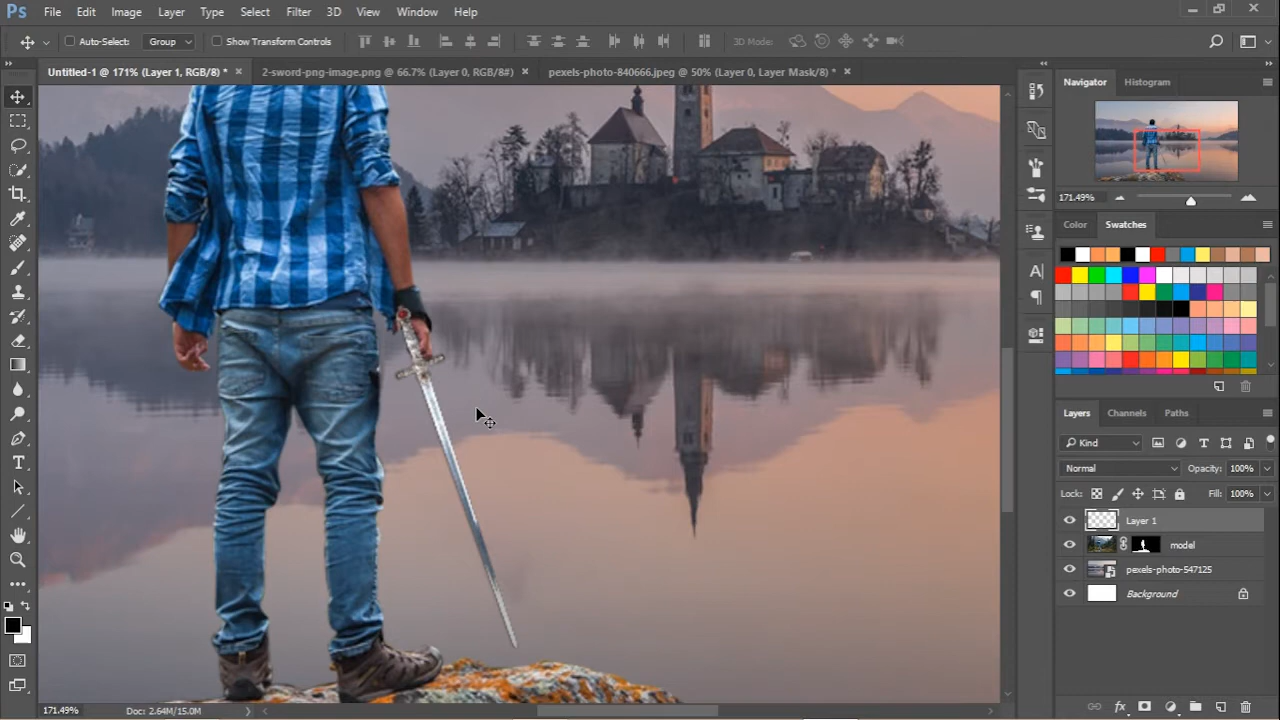 Ps File Edit Image Layer Type Select Filter 3D View Window Help
Auto-Select: Group Show Transform Controls 3D Mode:
Untitled-1 @ 171% (Layer 1, RGB/8) * × 2-sword-png-image.png @ 66.7% (Layer 0, RGB/8#) × pexels-photo-840666.jpeg @ 50% (Layer 0, Layer Mask/8) * ×
Navigator Histogram
171.49%
Color Swatches
Layers Channels Paths
Kind
Normal Opacity: 100%
Lock: Fill: 100%
Layer 1
model
pexels-photo-547125
Background
171.49% Doc: 2.64M/15.0M